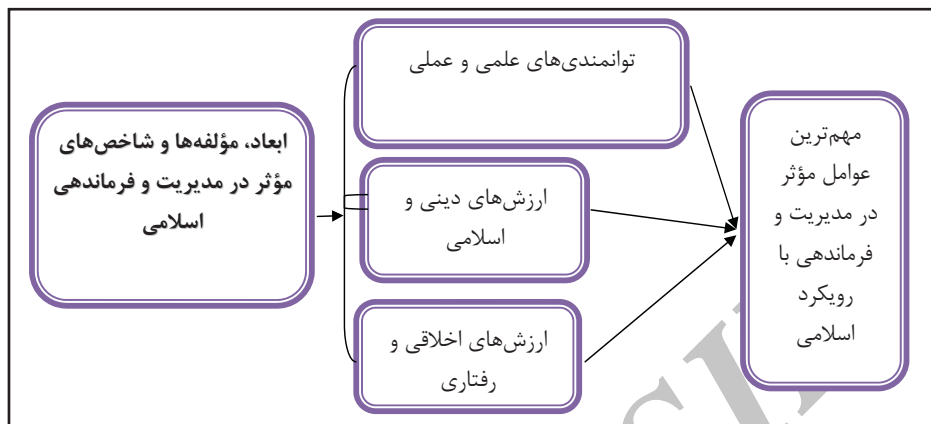 ابعاد، مؤلفه‌ها و شاخص‌های
مؤثر در مدیریت و فرماندهی
اسلامی
توانمندی‌های علمی و عملی
ارزش‌های دینی و
اسلامی
ارزش‌های اخلاقی و
رفتاری
مهم‌ترین
عوامل مؤثر
در مدیریت و
فرماندهی با
رویکرد
اسلامی